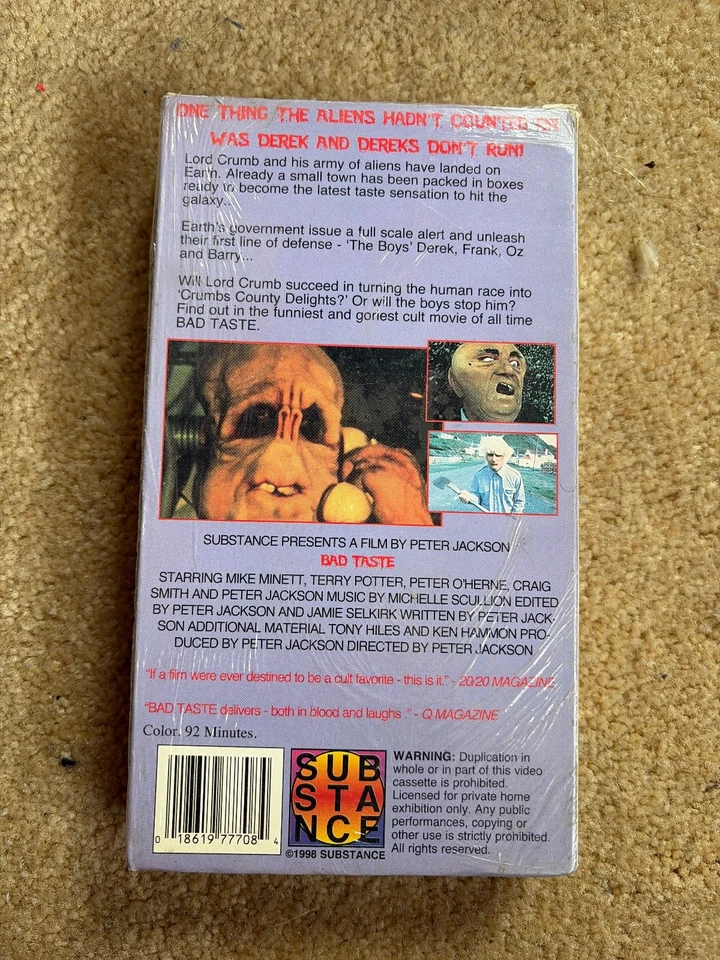 ONE THING THE ALIENS HADN'T COUNTED ON
WAS DEREK AND DEREKS DON'T RUN!
Lord Crumb and his army of aliens have landed on
Earth. Already a small town has been packed in boxes
ready to become the latest taste sensation to hit the
galaxy...
Earth's government issue a full scale alert and unleash
their first line of defense - 'The Boys' Derek, Frank, Oz
and Barry...
Will Lord Crumb succeed in turning the human race into
'Crumbs County Delights?' Or will the boys stop him?
Find out in the funniest and goriest cult movie of all time
BAD TASTE.
SUBSTANCE PRESENTS A FILM BY PETER JACKSON
BAD TASTE
STARRING MIKE MINETT, TERRY POTTER, PETER O'HERNE, CRAIG
SMITH AND PETER JACKSON MUSIC BY MICHELLE SCULLION EDITED
BY PETER JACKSON AND JAMIE SELKIRK WRITTEN BY PETER JACK-
SON ADDITIONAL MATERIAL TONY HILES AND KEN HAMMON PRO-
DUCED BY PETER JACKSON DIRECTED BY PETER JACKSON
"If a film were ever destined to be a cult favorite - this is it." - 20/20 MAGAZINE
"BAD TASTE delivers - both in blood and laughs ." - Q MAGAZINE
Color. 92 Minutes.
0 18619 77708 4
SUB
STA
NCE
©1998 SUBSTANCE
WARNING: Duplication in
whole or in part of this video
cassette is prohibited.
Licensed for private home
exhibition only. Any public
performances, copying or
other use is strictly prohibited.
All rights reserved.